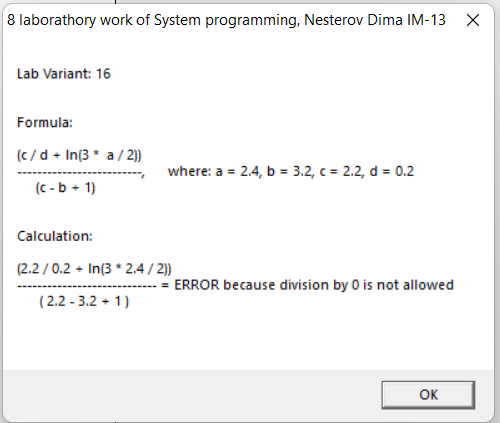 8 laborathory work of System programming, Nesterov Dima IM-13
Lab Variant: 16
Formula:
(c / d + ln(3 *  a / 2))
-------------------------,      where: a = 2.4, b = 3.2, c = 2.2, d = 0.2
(c - b + 1)
Calculation:
(2.2 / 0.2 + ln(3 * 2.4 / 2))
---------------------------- = ERROR because division by 0 is not allowed
( 2.2 - 3.2 + 1 )
OK